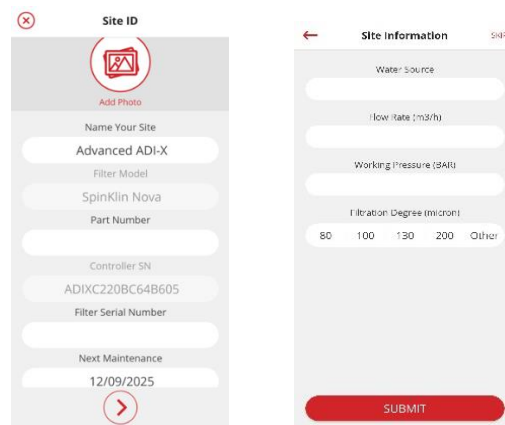 Site ID
Add Photo
Name Your Site
Advanced ADI-X
Filter Model
SpinKlin Nova
Part Number
Controller SN
ADIXC220BC64B605
Filter Serial Number
Next Maintenance
12/09/2025
Site Information
SKIP
Water Source
Flow Rate (m3/h)
Working Pressure (BAR)
Filtration Degree (micron)
80 100 130 200 Other
SUBMIT